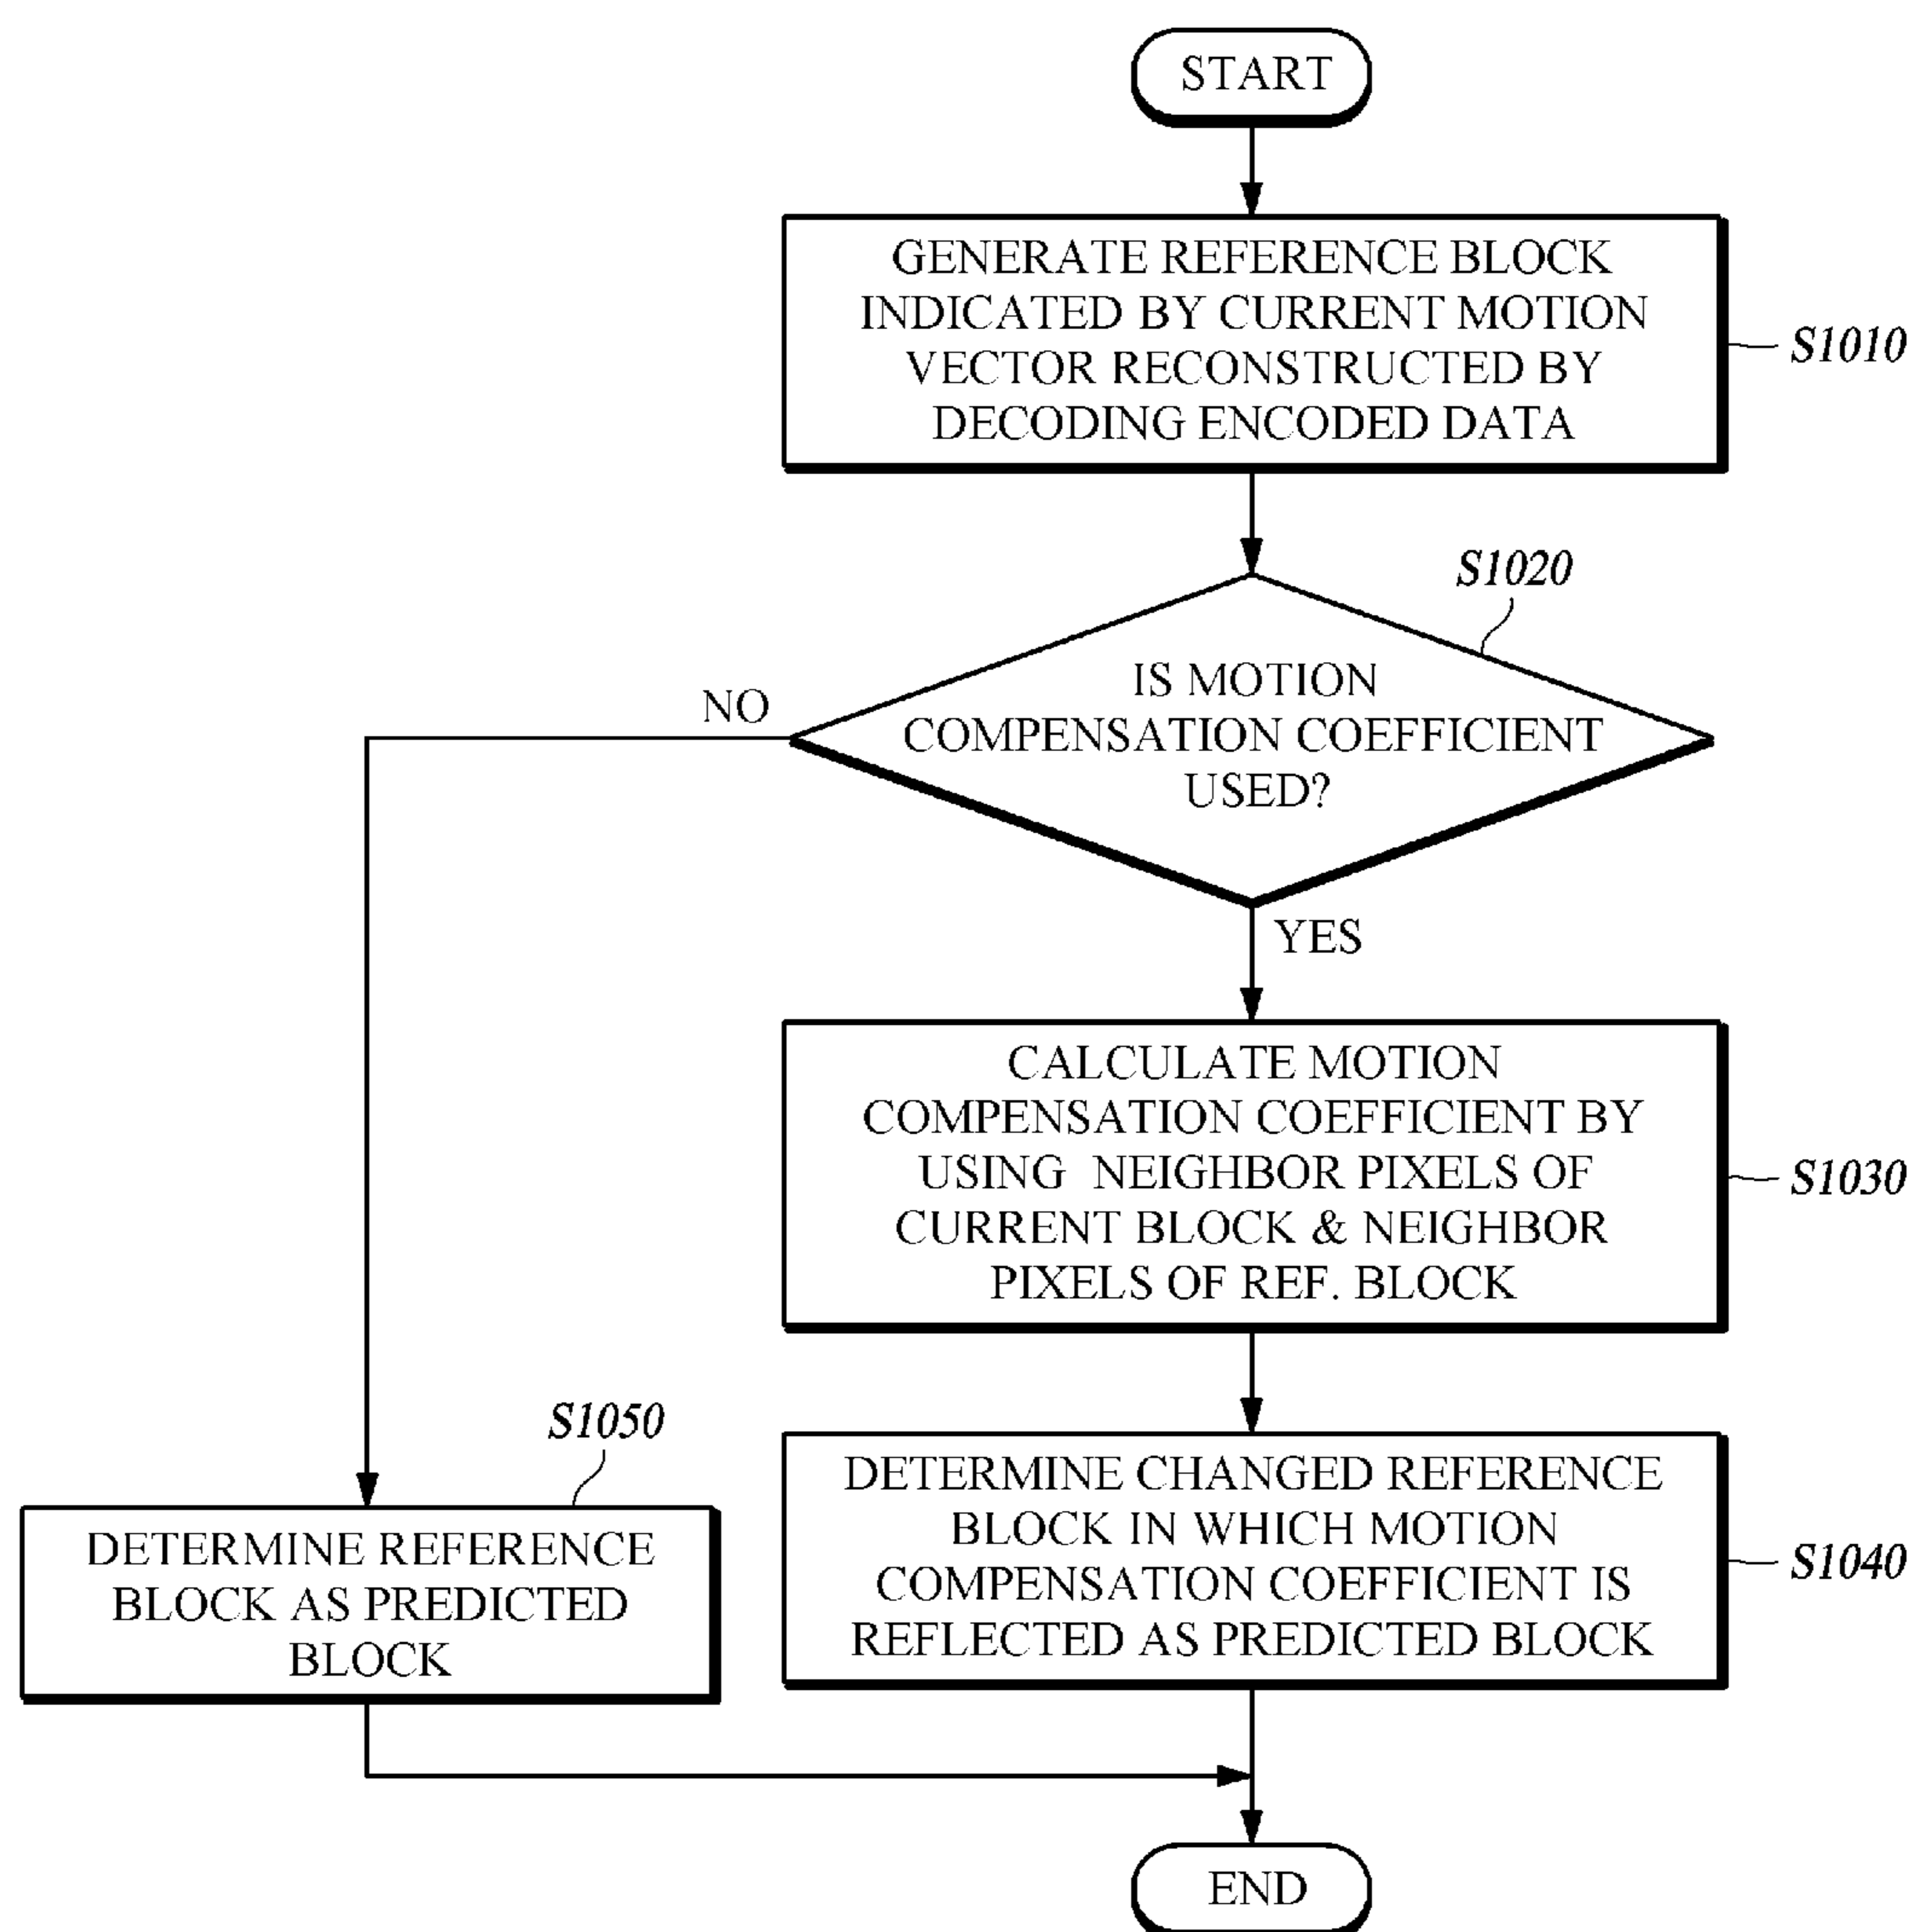 START
GENERATE REFERENCE BLOCK
INDICATED BY CURRENT MOTION
VECTOR RECONSTRUCTED BY
DECODING ENCODED DATA
S1010
S1020
IS MOTION
COMPENSATION COEFFICIENT
USED?
NO
YES
CALCULATE MOTION
COMPENSATION COEFFICIENT BY
USING NEIGHBOR PIXELS OF
CURRENT BLOCK & NEIGHBOR
PIXELS OF REF. BLOCK
S1030
S1050
DETERMINE REFERENCE
BLOCK AS PREDICTED
BLOCK
DETERMINE CHANGED REFERENCE
BLOCK IN WHICH MOTION
COMPENSATION COEFFICIENT IS
REFLECTED AS PREDICTED BLOCK
S1040
END